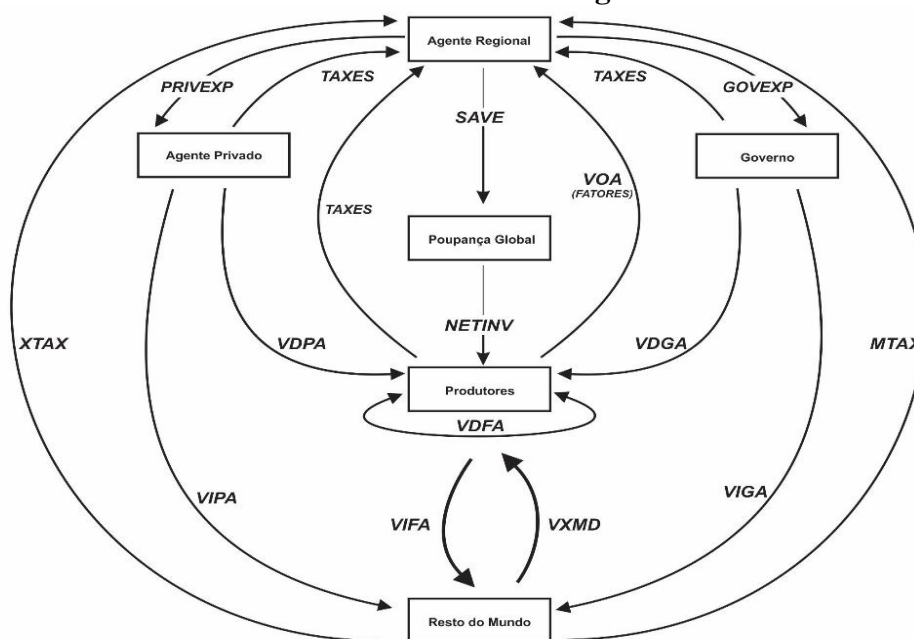 Agente Regional
PRIVEXP
TAXES
TAXES
GOVEXP
SAVE
Agente Privado
Governo
VOA
(FATORES)
TAXES
Poupança Global
NETINV
XTAX
VDPA
VDGA
MTAX
Produtores
VDFA
VIPA
VIGA
VIFA
VXMD
Resto do Mundo